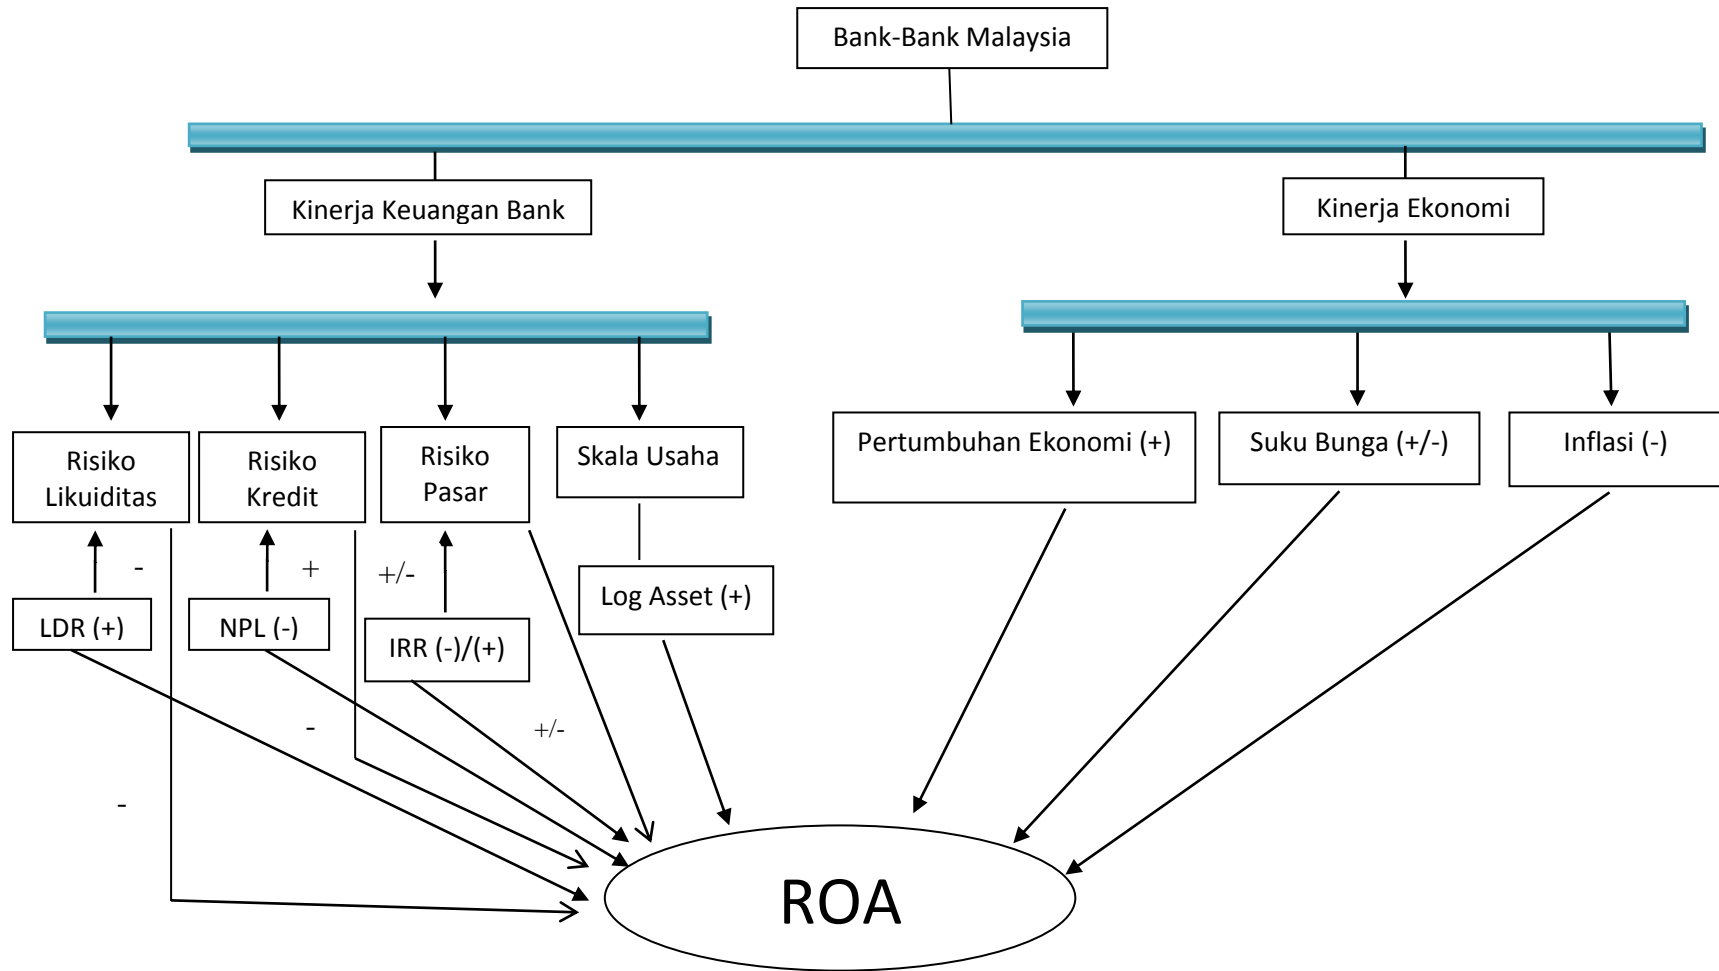 Bank-Bank Malaysia
Kinerja Keuangan Bank
Kinerja Ekonomi
Risiko
Likuiditas
Risiko
Kredit
Risiko
Pasar
Skala Usaha
Pertumbuhan Ekonomi (+)
Suku Bunga (+/-)
Inflasi (-)
-
+
+/-
LDR (+)
NPL (-)
IRR (-)/(+)
Log Asset (+)
-
+/-
-
ROA